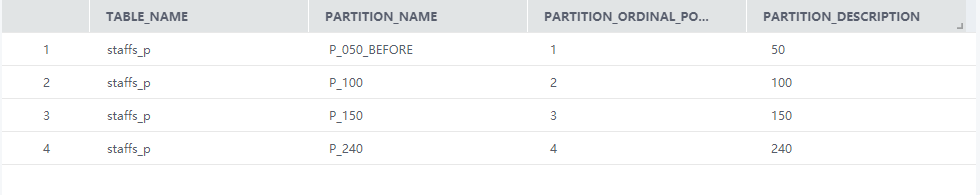 TABLE_NAME PARTITION_NAME PARTITION_ORDINAL_PO... PARTITION_DESCRIPTION
1 staffs_p P_050_BEFORE 1 50
2 staffs_p P_100 2 100
3 staffs_p P_150 3 150
4 staffs_p P_240 4 240